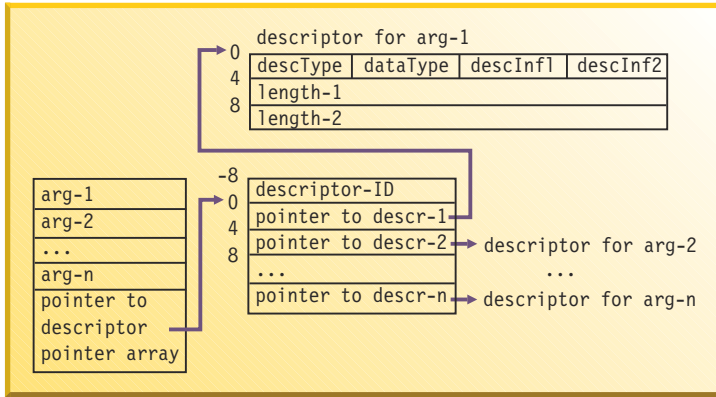 descriptor for arg-1
0
descType dataType descInf1 descInf2
4
length-1
8
length-2
-8
descriptor-ID
0
pointer to descr-1
4
pointer to descr-2
descriptor for arg-2
8
...
...
pointer to descr-n
descriptor for arg-n
arg-1
arg-2
...
arg-n
pointer to
descriptor
pointer array